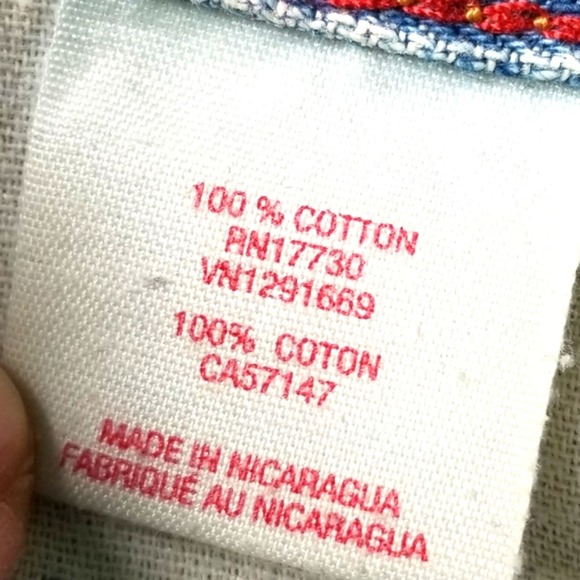 100 % COTTON
RN17730
VN1291669
100% COTON
CA57147
MADE IN NICARAGUA
FABRIQUÉ AU NICARAGUA